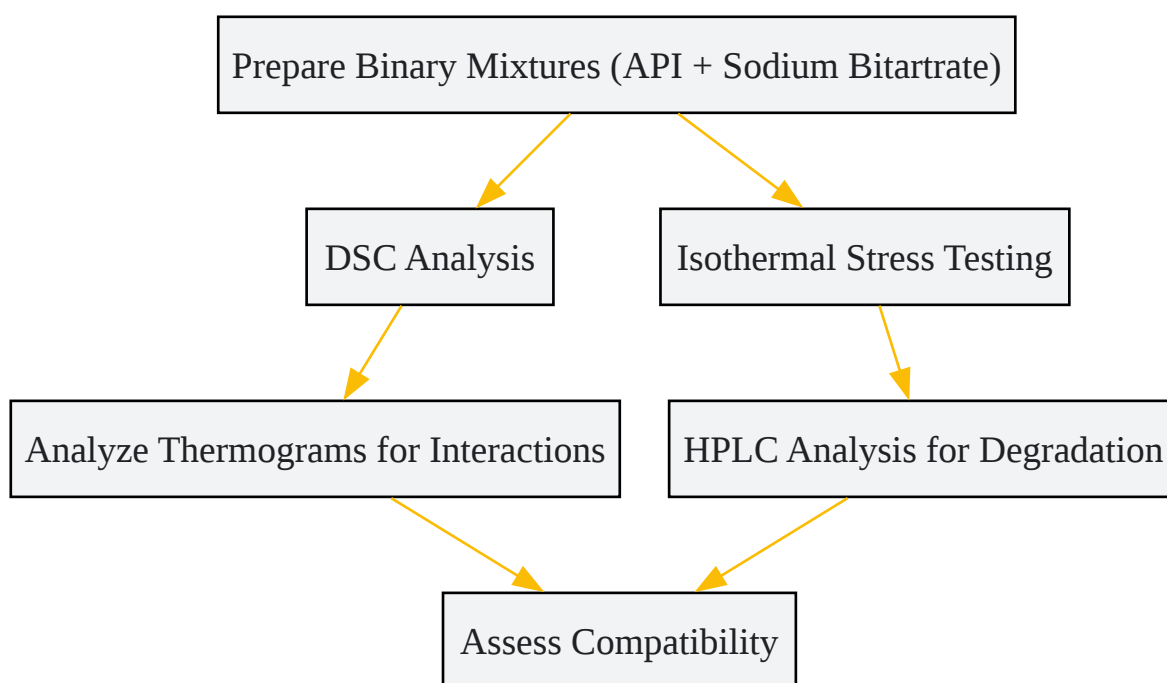 Prepare Binary Mixtures (API + Sodium Bitartrate)
DSC Analysis
Isothermal Stress Testing
Analyze Thermograms for Interactions
HPLC Analysis for Degradation
Assess Compatibility